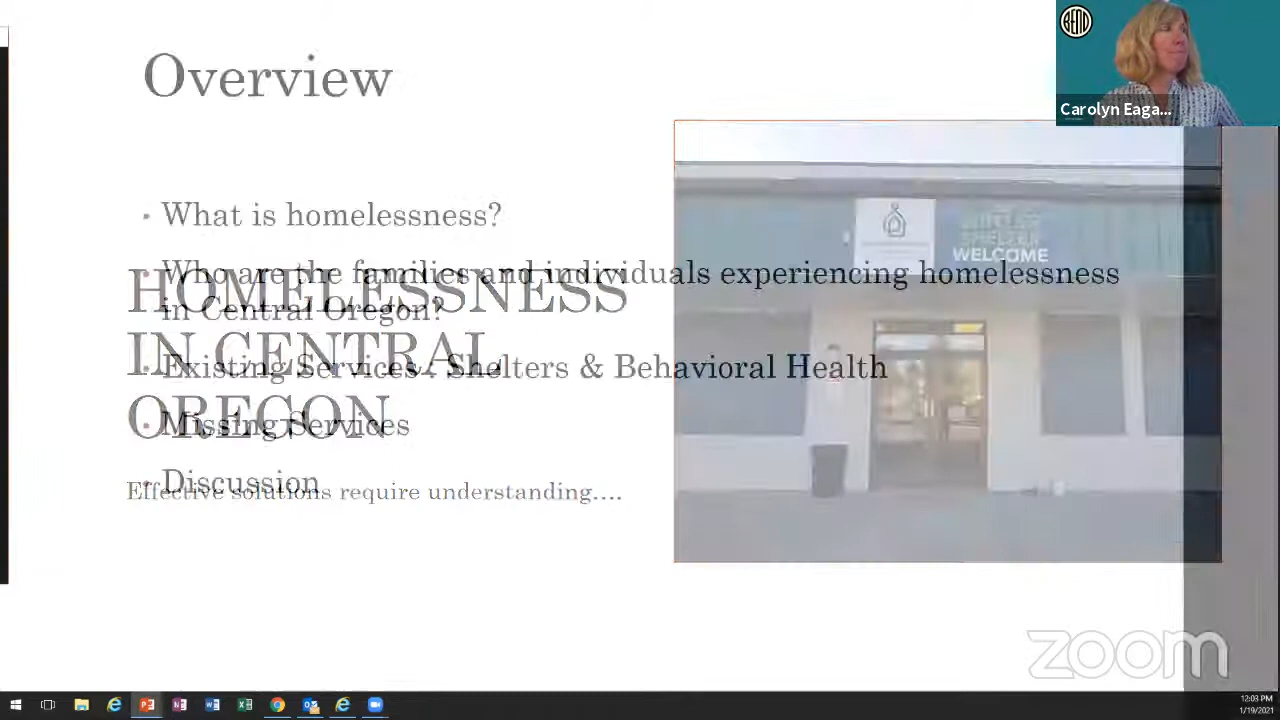 Overview
BEND
Carolyn Eaga...
• What is homelessness?
• Who are the families and individuals experiencing homelessness
in Central Oregon?
• Existing Services : Shelters & Behavioral Health
• Missing Services
• Discussion
HOMELESSNESS
IN CENTRAL
OREGON
Effective solutions require understanding....
WELCOME
zoom
12:03 PM
1/19/2021